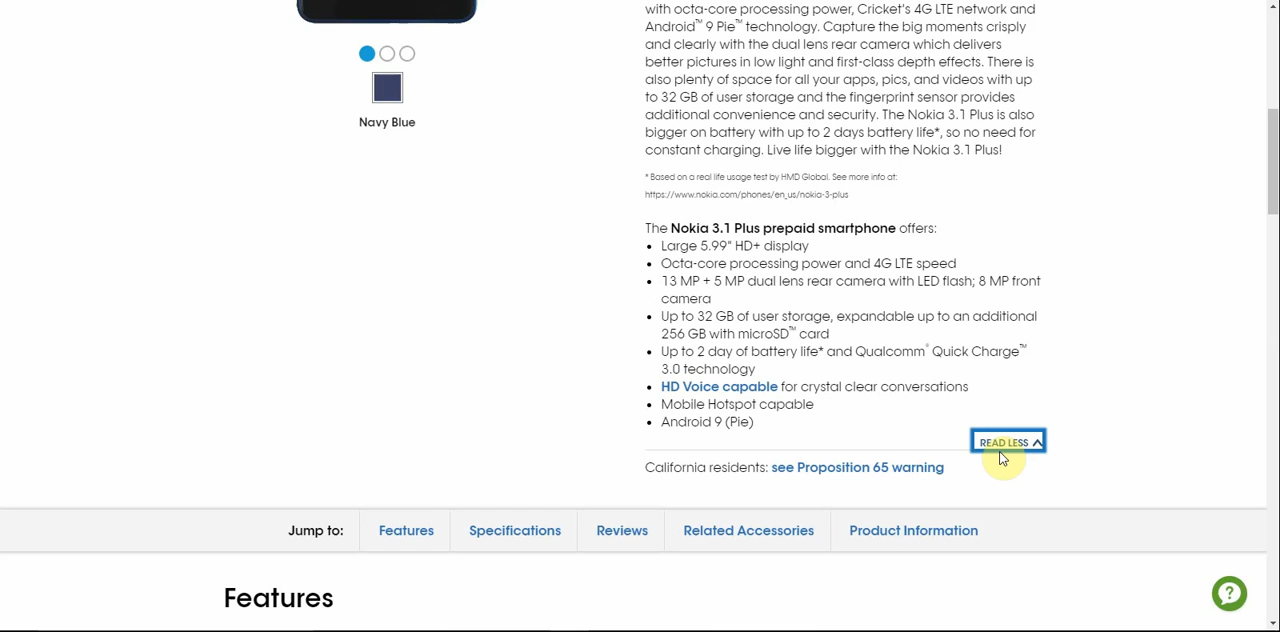 with octa-core processing power, Cricket's 4G LTE network and
Android™ 9 Pie™ technology. Capture the big moments crisply
and clearly with the dual lens rear camera which delivers
better pictures in low light and first-class depth effects. There is
also plenty of space for all your apps, pics, and videos with up
to 32 GB of user storage and the fingerprint sensor provides
additional convenience and security. The Nokia 3.1 Plus is also
bigger on battery with up to 2 days battery life*, so no need for
constant charging. Live life bigger with the Nokia 3.1 Plus!
Navy Blue
* Based on a real life usage test by HMD Global. See more info at:
https://www.nokia.com/phones/en_us/nokia-3-plus
The Nokia 3.1 Plus prepaid smartphone offers:
• Large 5.99" HD+ display
• Octa-core processing power and 4G LTE speed
• 13 MP + 5 MP dual lens rear camera with LED flash; 8 MP front
camera
• Up to 32 GB of user storage, expandable up to an additional
256 GB with microSD™ card
• Up to 2 day of battery life* and Qualcomm® Quick Charge™
3.0 technology
• HD Voice capable for crystal clear conversations
• Mobile Hotspot capable
• Android 9 (Pie)
READ LESS
California residents: see Proposition 65 warning
Jump to: Features Specifications Reviews Related Accessories Product Information
Features